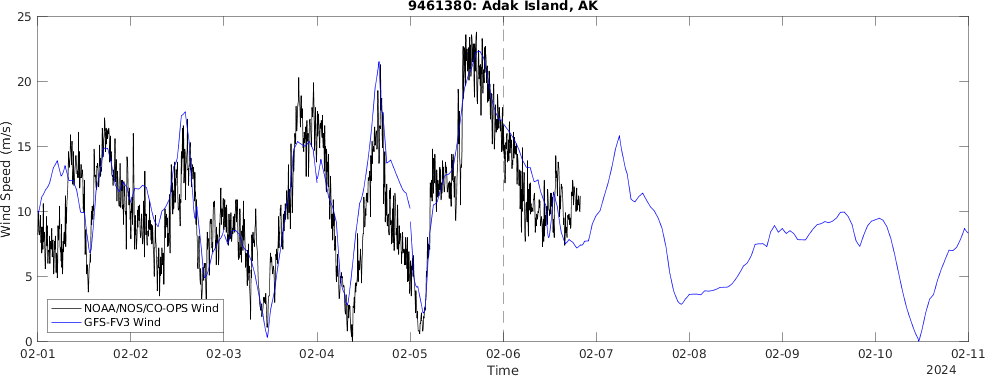 9461380: Adak Island, AK
25
20
15
10
5
0
Wind Speed (m/s)
NOAA/NOS/CO-OPS Wind
GFS-FV3 Wind
02-01 02-02 02-03 02-04 02-05 02-06 02-07 02-08 02-09 02-10 02-11
Time
2024